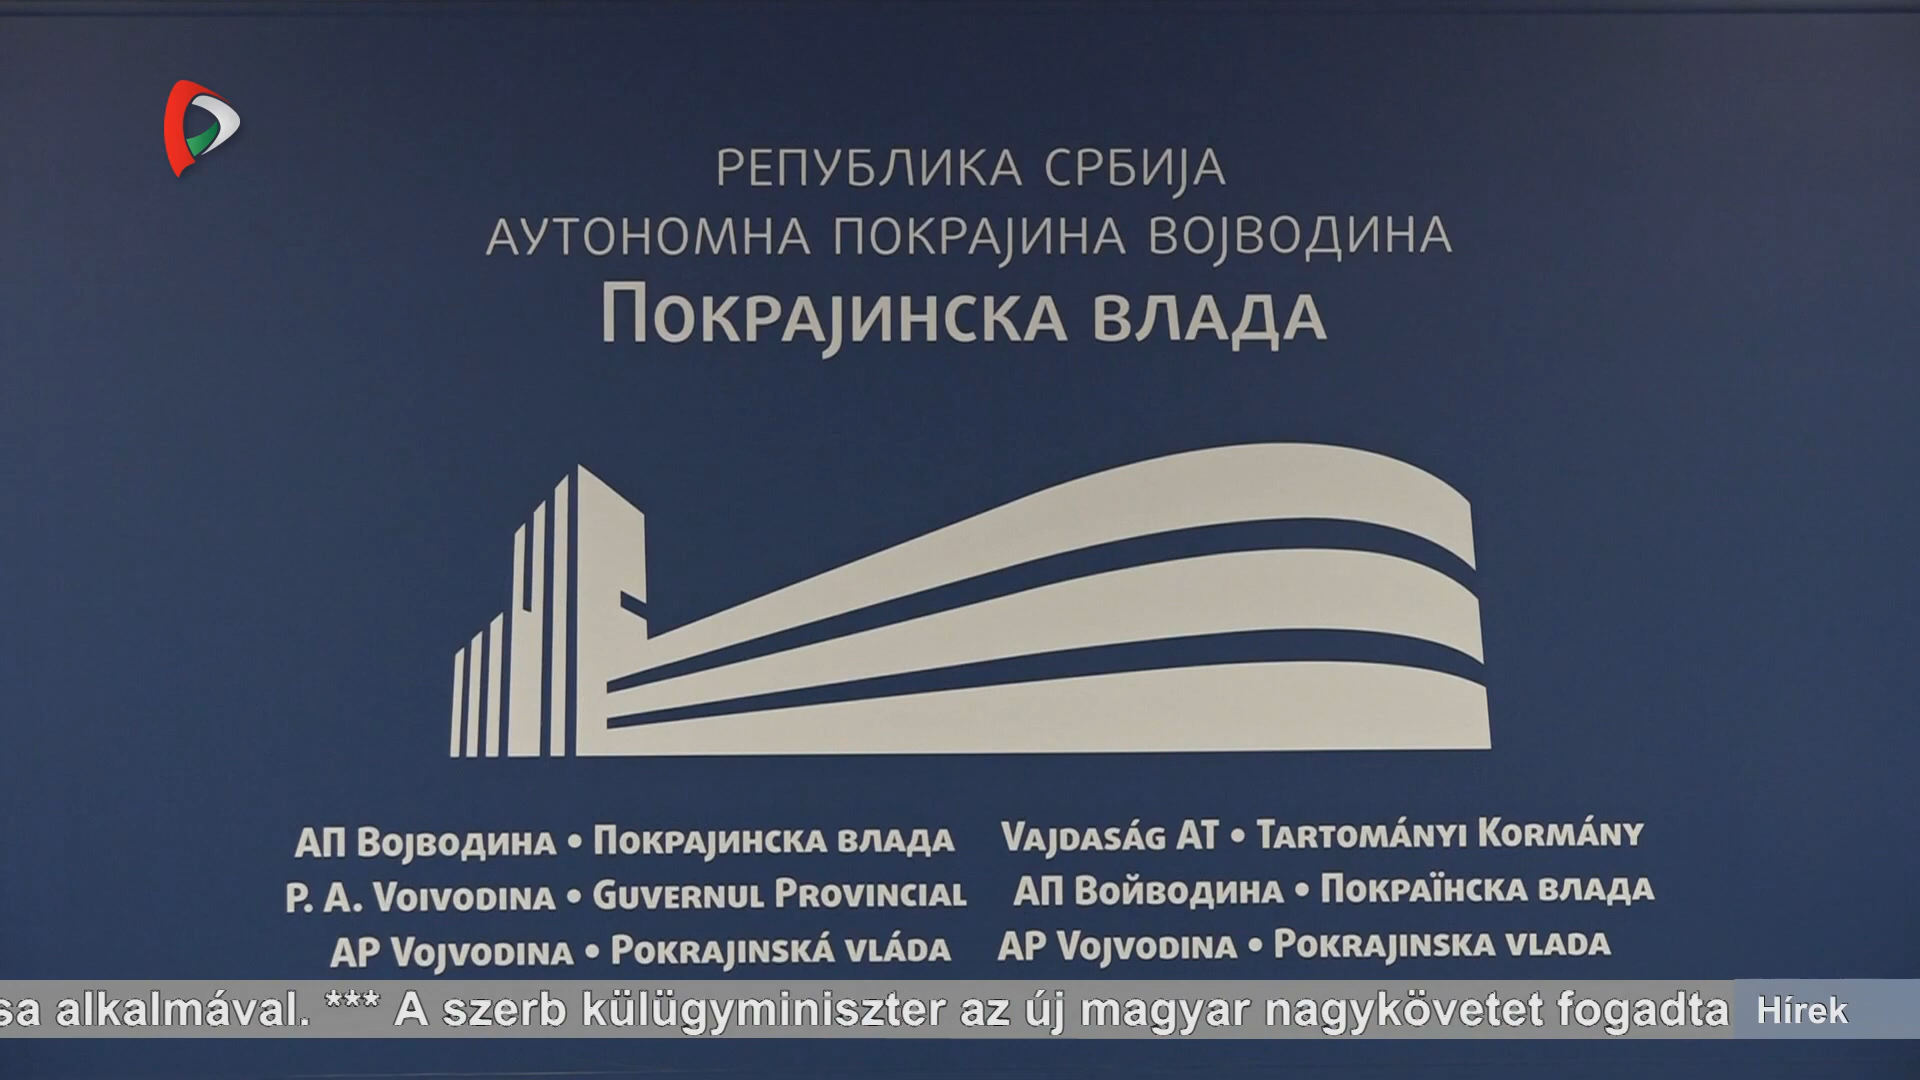 РЕПУБЛИКА СРБИЈА
АУТОНОМНА ПОКРАЈИНА ВОЈВОДИНА
ПОКРАЈИНСКА ВЛАДА
АП ВОЈВОДИНА • ПОКРАЈИНСКА ВЛАДА
VAJDASÁG AT • TARTOMÁNYI KORMÁNY
P. A. VOIVODINA • GUVERNUL PROVINCIAL
АП ВОЙВОДИНА • ПОКРАЇНСКА ВЛАДА
AP VOJVODINA • POKRAJINSKÁ VLÁDA
AP VOJVODINA • POKRAJINSKA VLADA
alkalmával. *** A szerb külügyminiszter az új magyar nagykövetet fogadta
Hírek